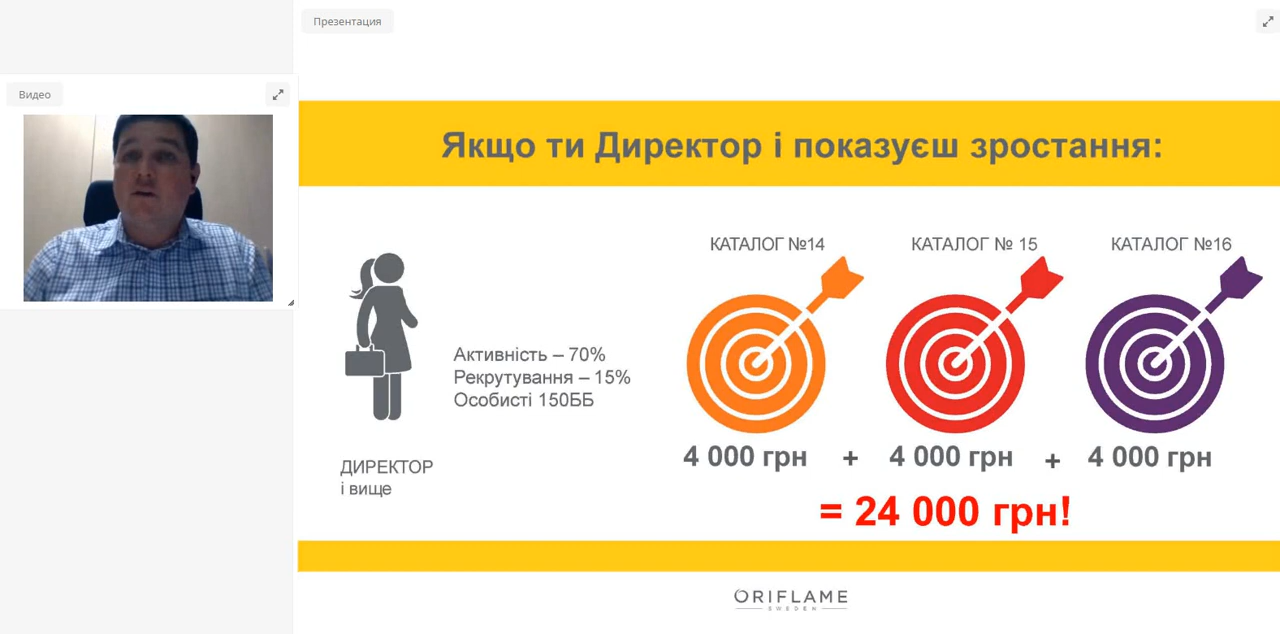 Презентация
Видео
Якщо ти Директор і показуєш зростання:
КАТАЛОГ №14
КАТАЛОГ № 15
КАТАЛОГ №16
Активність – 70%
Рекрутування – 15%
Особисті 150ББ
4 000 грн + 4 000 грн + 4 000 грн
ДИРЕКТОР
і вище
= 24 000 грн!
ORIFLAME
SWEDEN